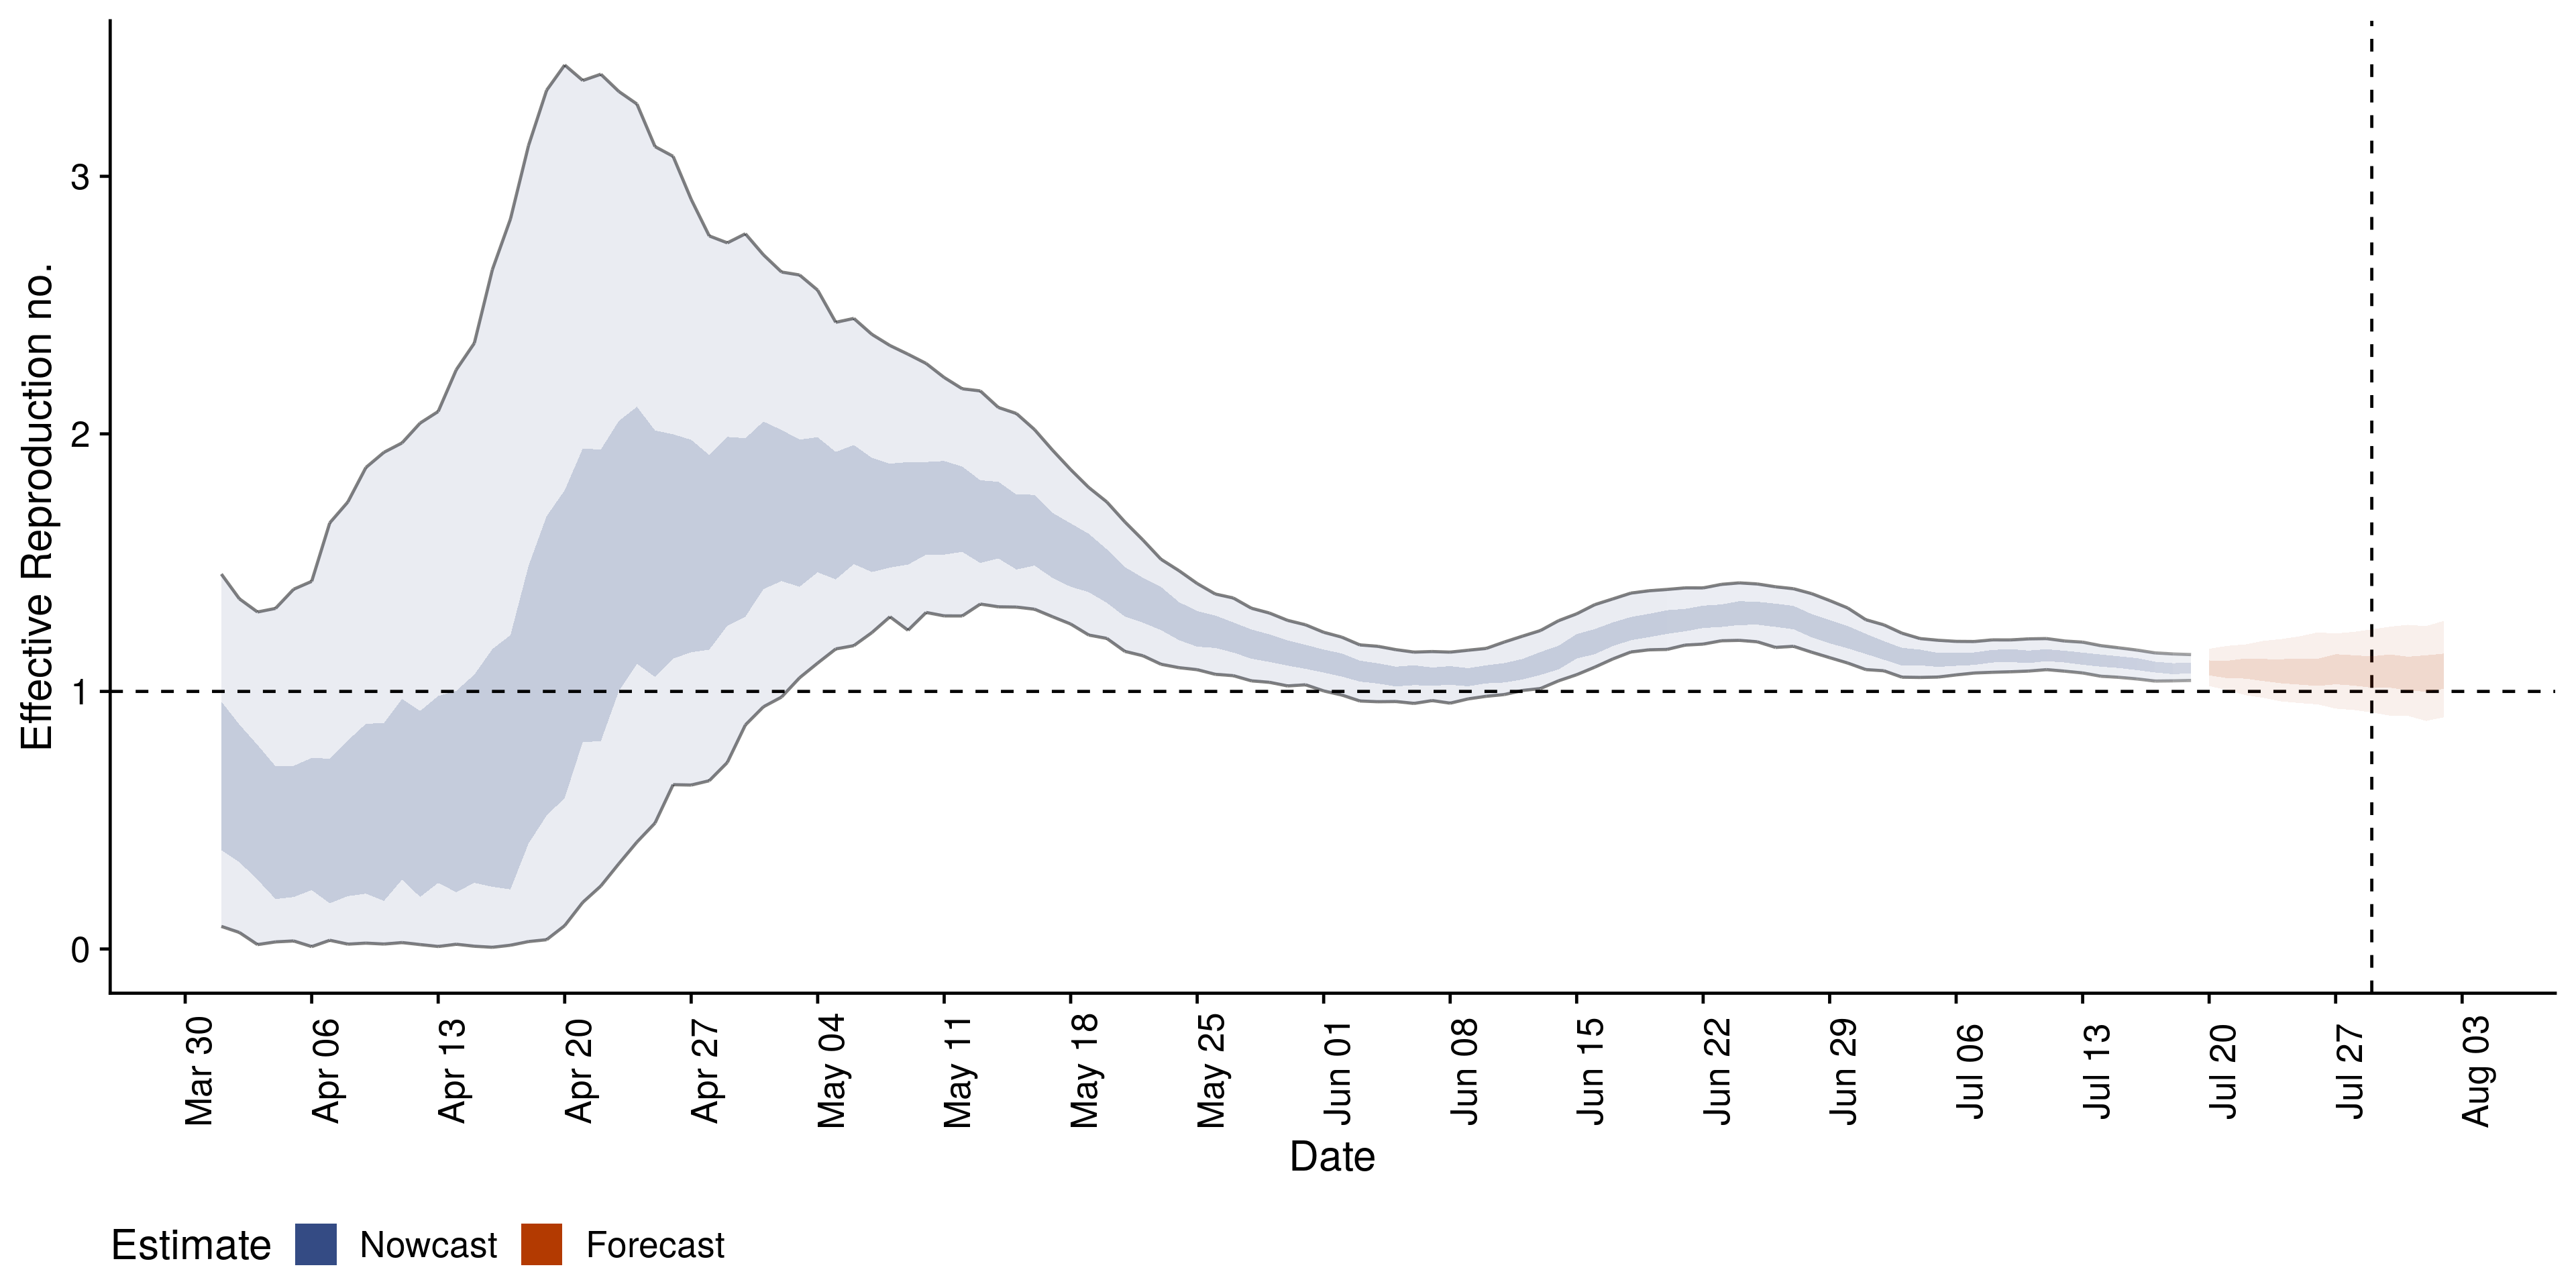 Effective Reproduction no.
3
2
1
0
Mar 30
Apr 06
Apr 13
Apr 20
Apr 27
May 04
May 11
May 18
May 25
Jun 01
Jun 08
Jun 15
Jun 22
Jun 29
Jul 06
Jul 13
Jul 20
Jul 27
Aug 03
Date
Estimate Nowcast Forecast